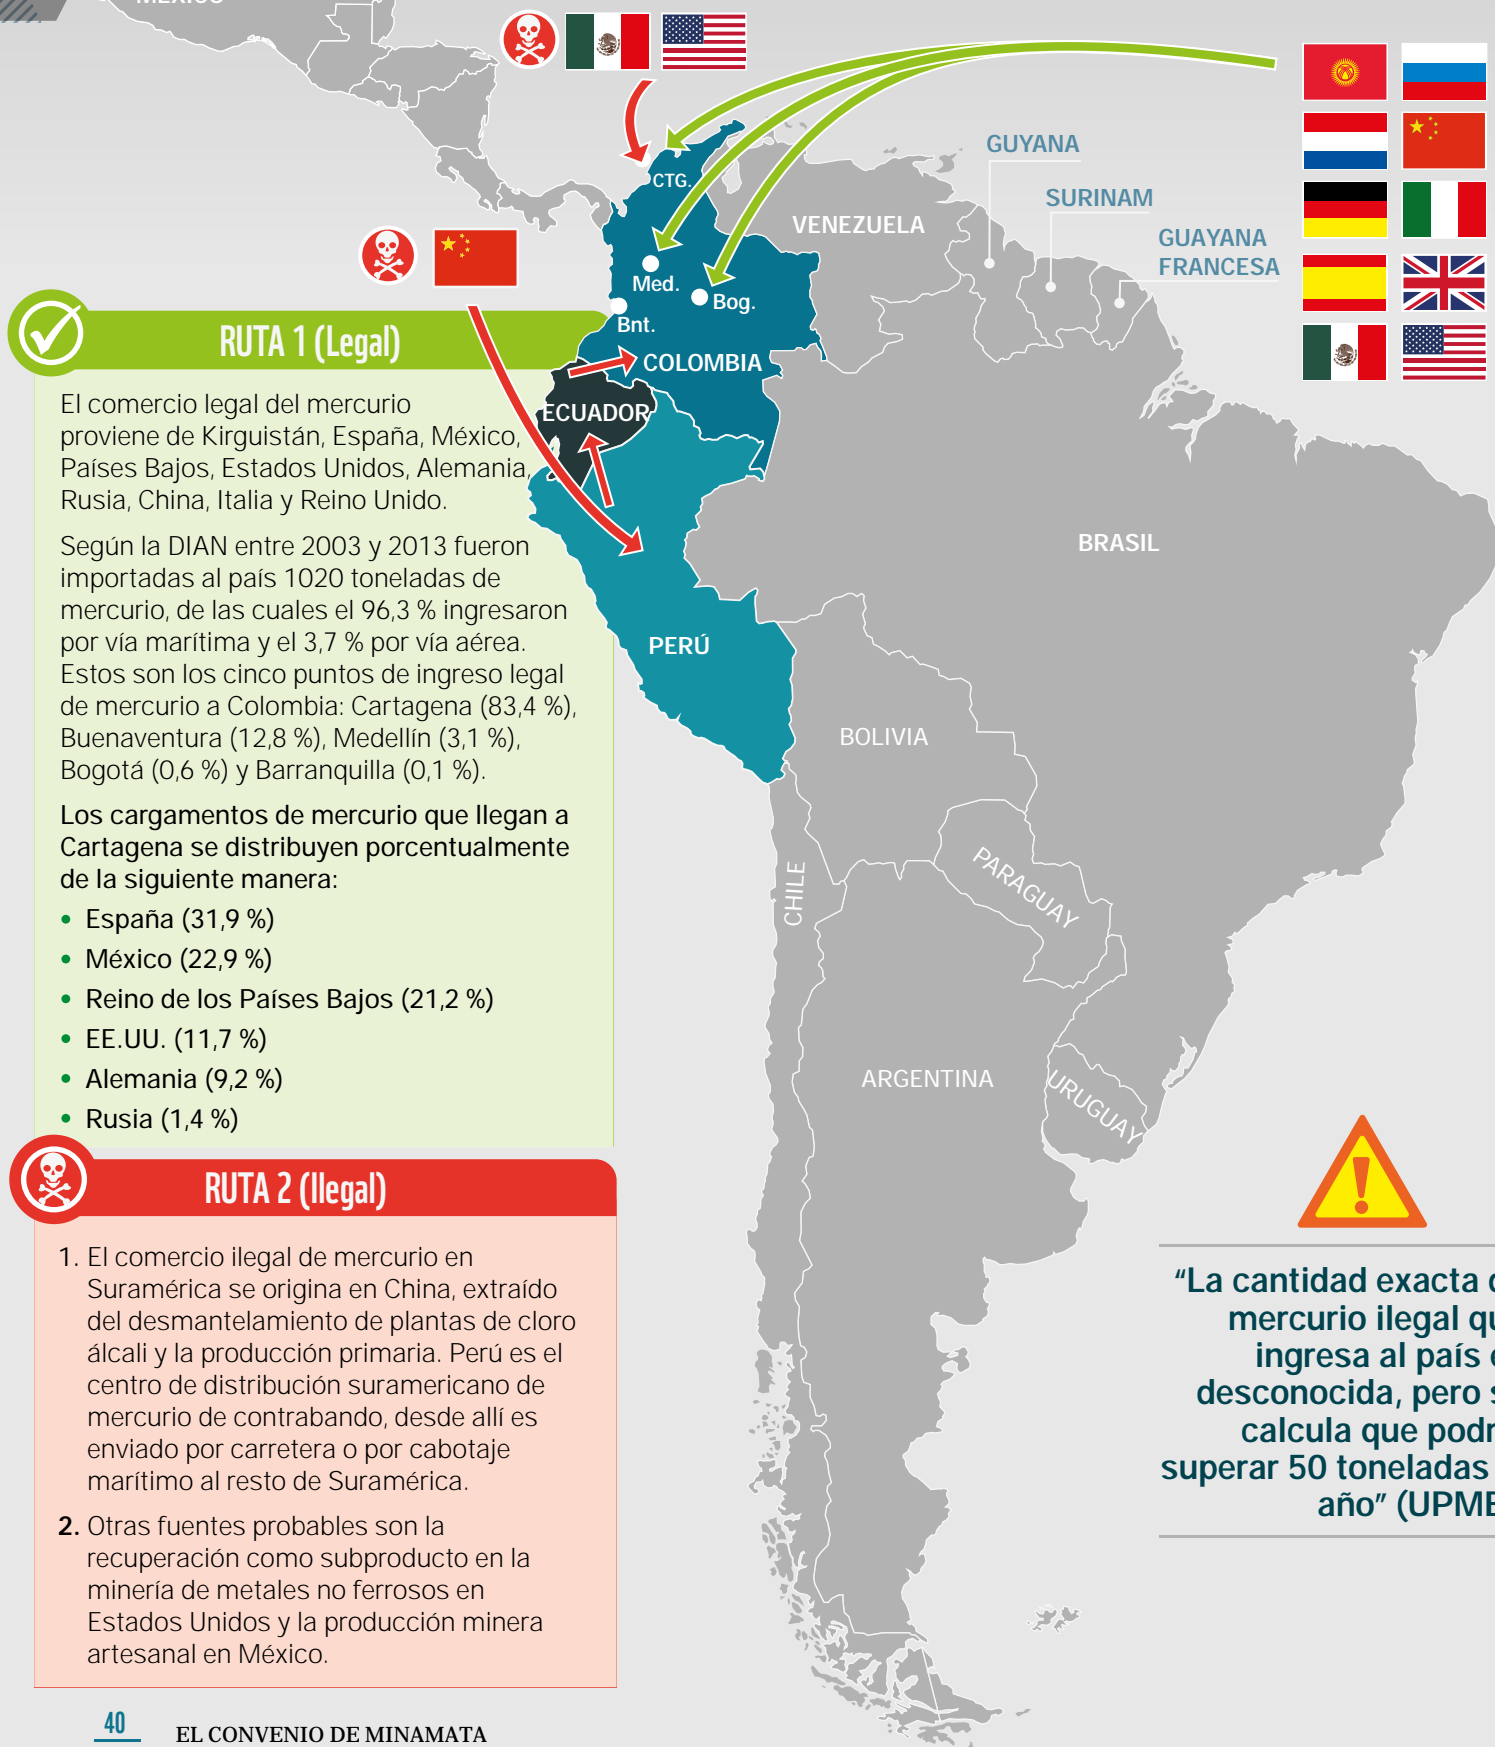 MÉXICO
CTG.
Med.
Bog.
Bnt.
COLOMBIA
ECUADOR
PERÚ
VENEZUELA
GUYANA
SURINAM
GUAYANA
FRANCESA
BRASIL
BOLIVIA
PARAGUAY
CHILE
ARGENTINA
URUGUAY
RUTA 1 (Legal)
El comercio legal del mercurio
proviene de Kirguistán, España, México,
Países Bajos, Estados Unidos, Alemania,
Rusia, China, Italia y Reino Unido.
Según la DIAN entre 2003 y 2013 fueron
importadas al país 1020 toneladas de
mercurio, de las cuales el 96,3 % ingresaron
por vía marítima y el 3,7 % por vía aérea.
Estos son los cinco puntos de ingreso legal
de mercurio a Colombia: Cartagena (83,4 %),
Buenaventura (12,8 %), Medellín (3,1 %),
Bogotá (0,6 %) y Barranquilla (0,1 %).
Los cargamentos de mercurio que llegan a
Cartagena se distribuyen porcentualmente
de la siguiente manera:
• España (31,9 %)
• México (22,9 %)
• Reino de los Países Bajos (21,2 %)
• EE.UU. (11,7 %)
• Alemania (9,2 %)
• Rusia (1,4 %)
RUTA 2 (Ilegal)
1. El comercio ilegal de mercurio en
Suramérica se origina en China, extraído
del desmantelamiento de plantas de cloro
álcali y la producción primaria. Perú es el
centro de distribución suramericano de
mercurio de contrabando, desde allí es
enviado por carretera o por cabotaje
marítimo al resto de Suramérica.
2. Otras fuentes probables son la
recuperación como subproducto en la
minería de metales no ferrosos en
Estados Unidos y la producción minera
artesanal en México.
“La cantidad exacta
mercurio ilegal
ingresa al país
desconocida, pero
calcula que
superar 50 toneladas
año” (UPME
40 EL CONVENIO DE MINAMATA